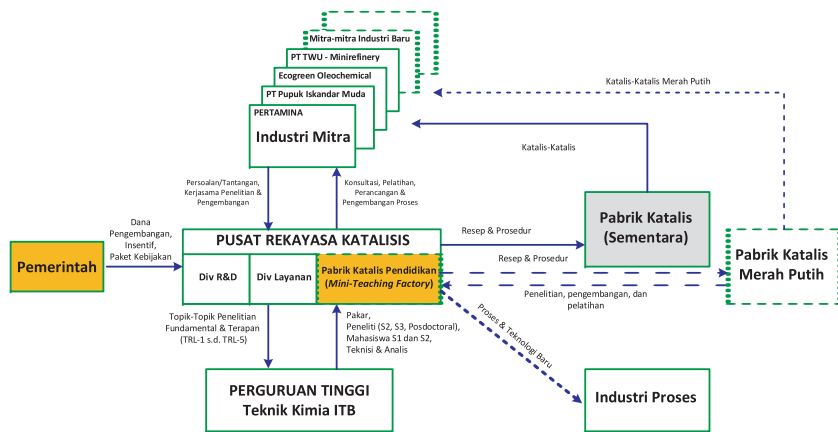 Mitra-mitra Industri Baru
PT TWU - Minirefinery
Ecogreen Oleochemical
PT Pupuk Iskandar Muda
PERTAMINA
Industri Mitra
Katalis-Katalis Merah Putih
Katalis-Katalis
Persoalan/Tantangan,
Kerjasama Penelitian &
Pengembangan
Konsultasi, Pelatihan,
Perancangan &
Pengembangan Proses
Dana
Pengembangan,
Insentif,
Paket Kebijakan
Pemerintah
PUSAT REKAYASA KATALISIS
Div R&D
Div Layanan
Pabrik Katalis Pendidikan
(Mini-Teaching Factory)
Resep & Prosedur
Pabrik Katalis
(Sementara)
Resep & Prosedur
Pabrik Katalis
Merah Putih
Penelitian, pengembangan, dan
pelatihan
Proses & Teknologi Baru
Topik-Topik Penelitian
Fundamental & Terapan
(TRL-1 s.d. TRL-5)
Pakar,
Peneliti (S2, S3, Posdoctoral),
Mahasiswa S1 dan S2,
Teknisi & Analis
PERGURUAN TINGGI
Teknik Kimia ITB
Industri Proses